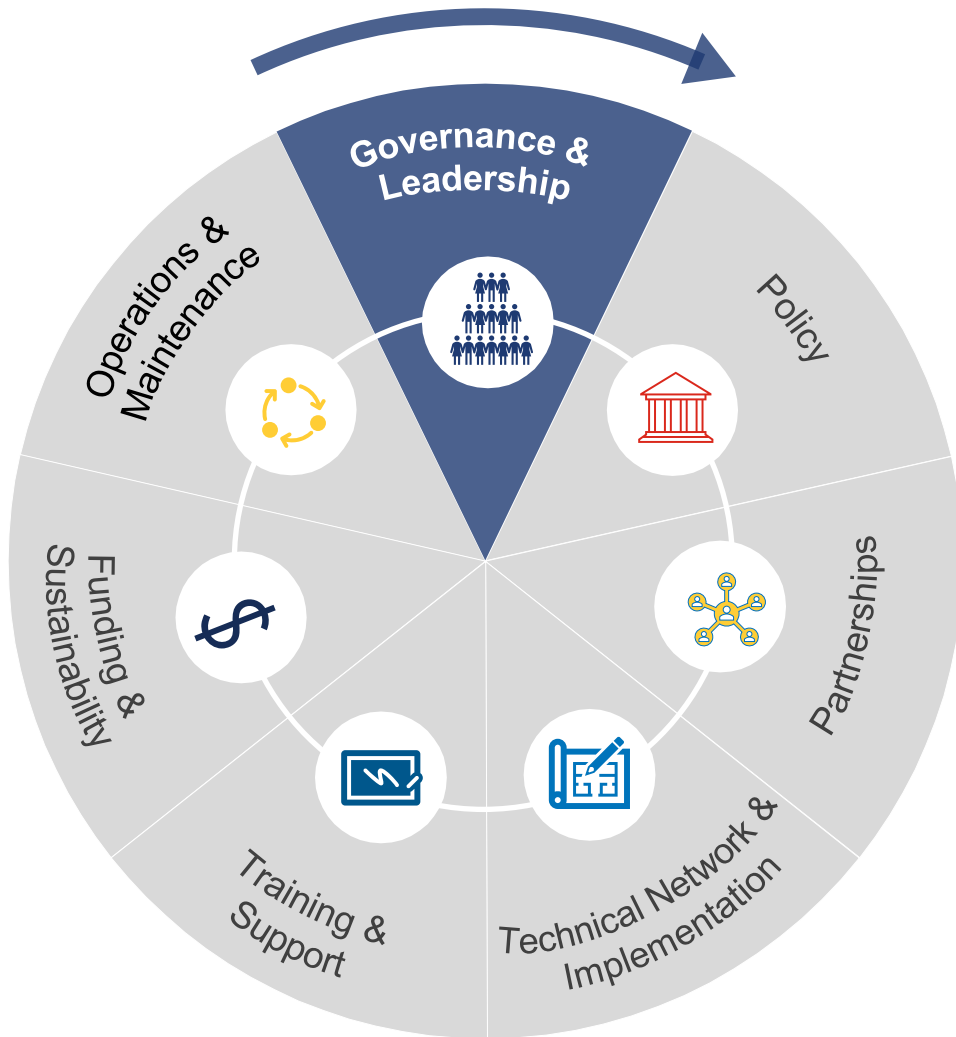 Governance &
Leadership
Policy
Partnerships
Technical Network &
Implementation
Training &
Support
Funding &
Sustainability
Operations &
Maintenance